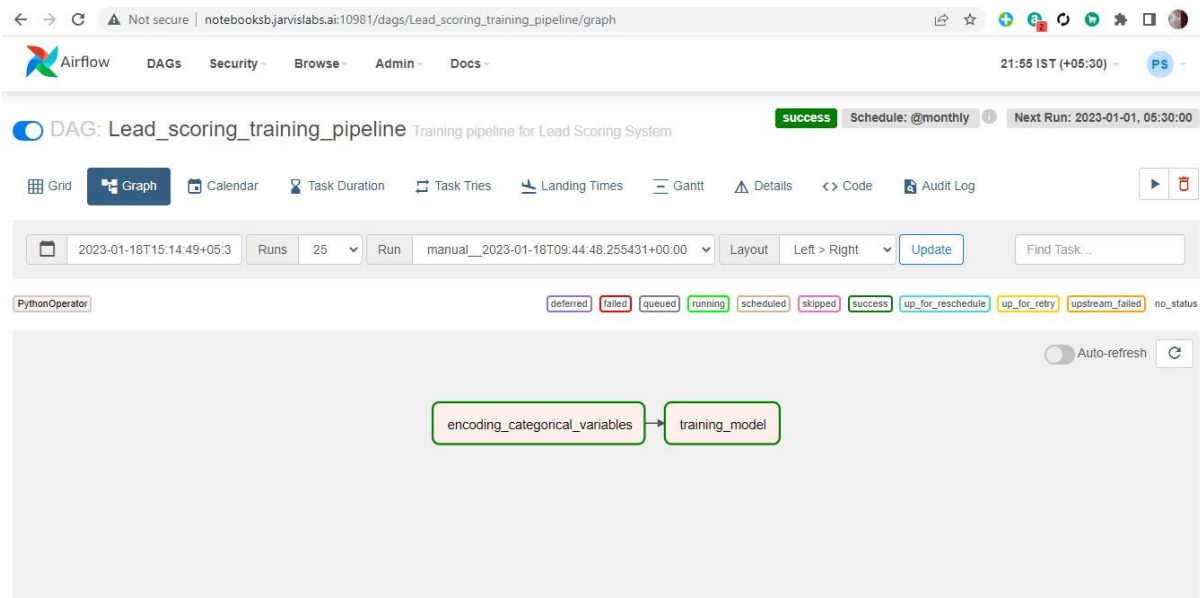 Not secure | notebooksb.jarvislabs.ai:10981/dags/Lead_scoring_training_pipeline/graph
Airflow DAGs Security Browse Admin Docs 21:55 IST (+05:30) PS
DAG: Lead_scoring_training_pipeline Training pipeline for Lead Scoring System success Schedule: @monthly Next Run: 2023-01-01, 05:30:00
Grid Graph Calendar Task Duration Task Tries Landing Times Gantt Details <> Code Audit Log
2023-01-18T15:14:49+05:3 Runs 25 Run manual__2023-01-18T09:44:48.255431+00:00 Layout Left > Right Update Find Task...
PythonOperator deferred failed queued running scheduled skipped success up_for_reschedule up_for_retry upstream_failed no_status
Auto-refresh
encoding_categorical_variables training_model